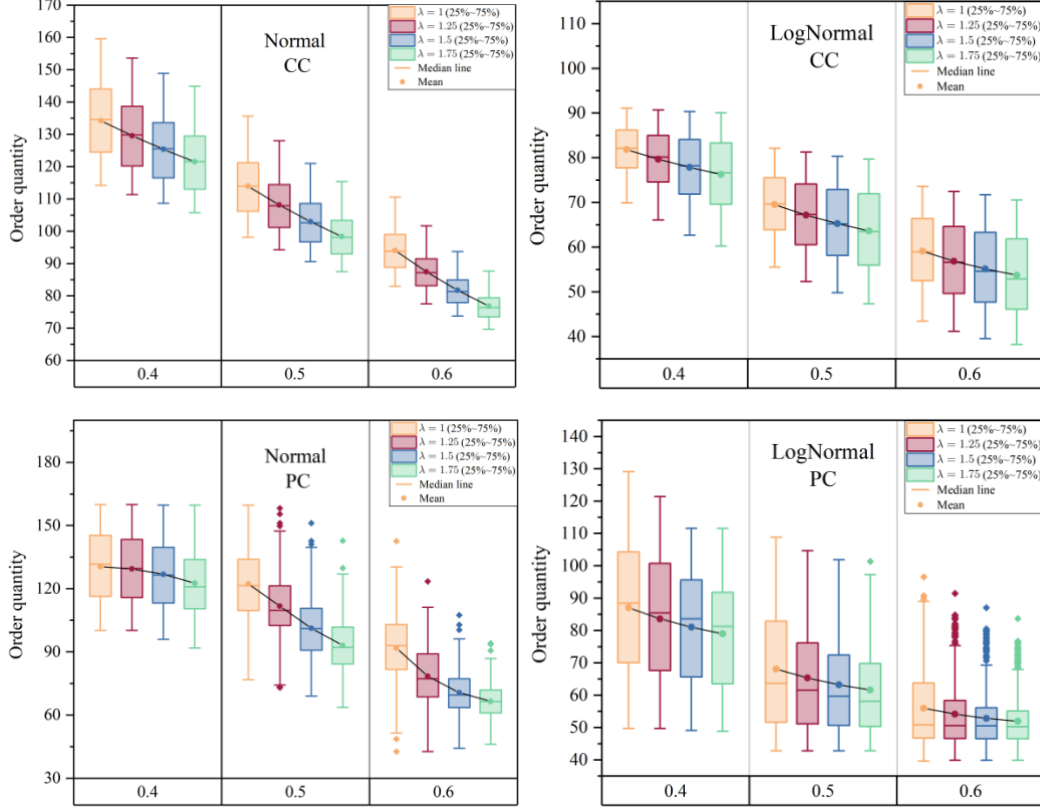 170
160
150
140
130
120
110
100
90
80
70
60
Order quantity
Normal
CC
λ = 1 (25%~75%)
λ = 1.25 (25%~75%)
λ = 1.5 (25%~75%)
λ = 1.75 (25%~75%)
Median line
Mean
0.4
0.5
0.6
110
100
90
80
70
60
50
40
Order quantity
LogNormal
CC
λ = 1 (25%~75%)
λ = 1.25 (25%~75%)
λ = 1.5 (25%~75%)
λ = 1.75 (25%~75%)
Median line
Mean
0.4
0.5
0.6
190
150
130
110
90
70
50
30
Order quantity
Normal
PC
λ = 1 (25%~75%)
λ = 1.25 (25%~75%)
λ = 1.5 (25%~75%)
λ = 1.75 (25%~75%)
Median line
Mean
0.4
0.5
0.6
140
130
120
110
100
90
80
70
60
50
40
Order quantity
LogNormal
PC
λ = 1 (25%~75%)
λ = 1.25 (25%~75%)
λ = 1.5 (25%~75%)
λ = 1.75 (25%~75%)
Median line
Mean
0.4
0.5
0.6